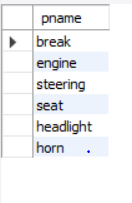 pname
break
engine
steering
seat
headlight
horn